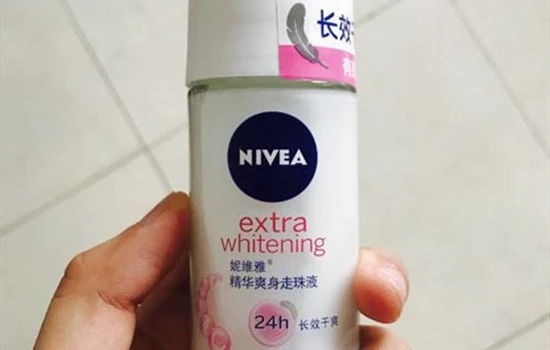 长效干
NIVEA
extra
whitening
妮维雅®
精华爽身走珠液
24h 长效干爽